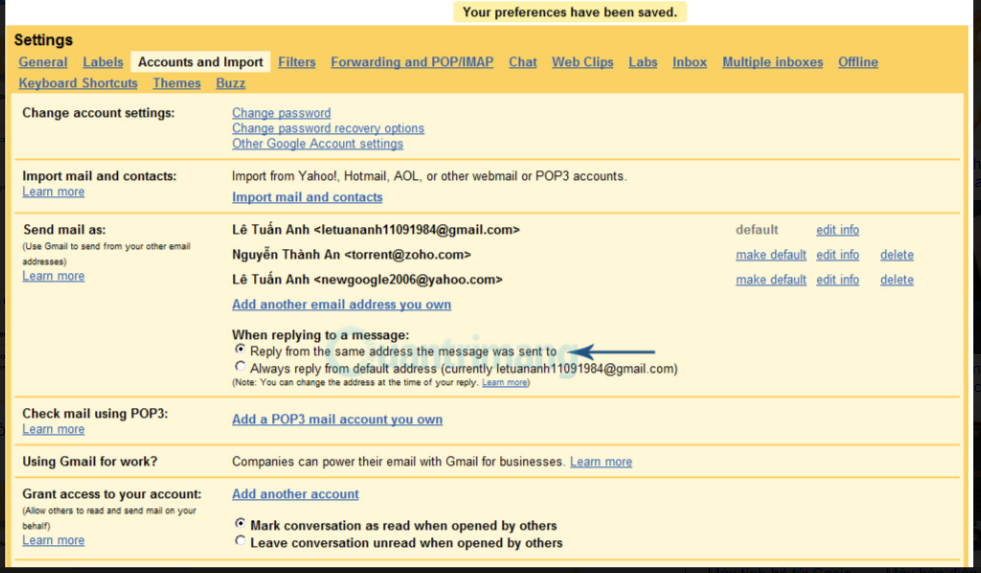 Your preferences have been saved.
Settings
General Labels Accounts and Import Filters Forwarding and POP/IMAP Chat Web Clips Labs Inbox Multiple inboxes Offline
Keyboard Shortcuts Themes Buzz
Change account settings: Change password
Change password recovery options
Other Google Account settings
Import mail and contacts: Import from Yahoo!, Hotmail, AOL, or other webmail or POP3 accounts.
Learn more
Import mail and contacts
Send mail as: Lê Tuấn Anh <letuananh11091984@gmail.com> default edit info
(Use Gmail to send from your other email
addresses)
Learn more
Nguyễn Thành An <torrent@zoho.com> make default edit info delete
Lê Tuấn Anh <newgoogle2006@yahoo.com> make default edit info delete
Add another email address you own
When replying to a message:
Reply from the same address the message was sent to
Always reply from default address (currently letuananh11091984@gmail.com)
(Note: You can change the address at the time of your reply. Learn more)
Quantrimang
Check mail using POP3: Add a POP3 mail account you own
Learn more
Using Gmail for work? Companies can power their email with Gmail for businesses. Learn more
Grant access to your account: Add another account
(Allow others to read and send mail on your
behalf)
Learn more
Mark conversation as read when opened by others
Leave conversation unread when opened by others